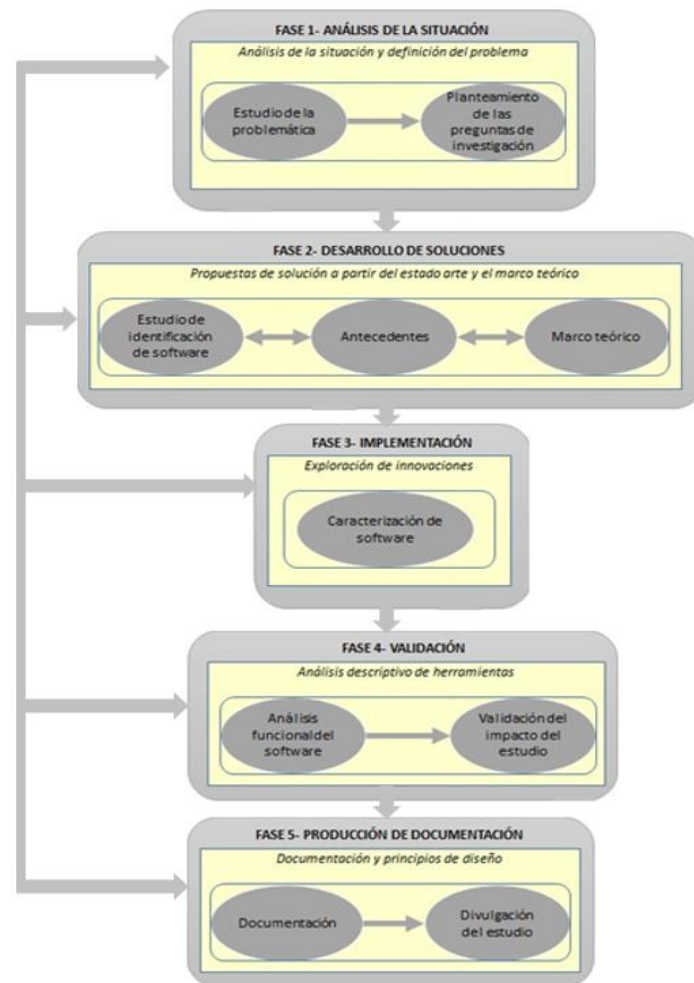 FASE 1- ANÁLISIS DE LA SITUACIÓN
Análisis de la situación y definición del problema
Estudio de la
problemática
Planteamiento
de las
preguntas de
investigación
FASE 2- DESARROLLO DE SOLUCIONES
Propuestas de solución a partir del estado arte y el marco teórico
Estudio de
identificación
de software
Antecedentes
Marco teórico
FASE 3- IMPLEMENTACIÓN
Exploración de innovaciones
Caracterización de
software
FASE 4- VALIDACIÓN
Análisis descriptivo de herramientas
Análisis
funcional del
software
Validación del
impacto del
estudio
FASE 5- PRODUCCIÓN DE DOCUMENTACIÓN
Documentación y principios de diseño
Documentación
Divulgación
del estudio